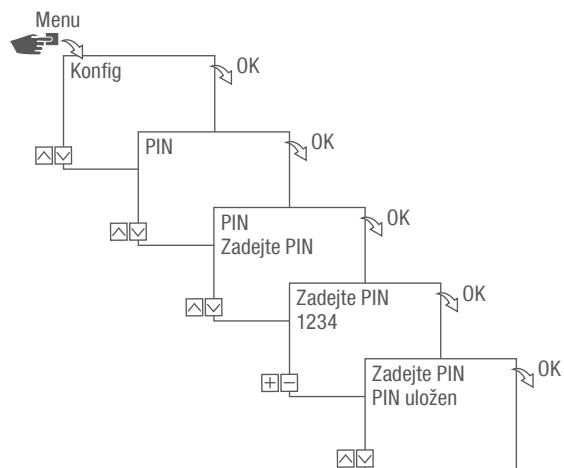 Menu
Konfig
OK
PIN
OK
PIN
Zadejte PIN
OK
Zadejte PIN
1234
OK
Zadejte PIN
PIN uložen
OK